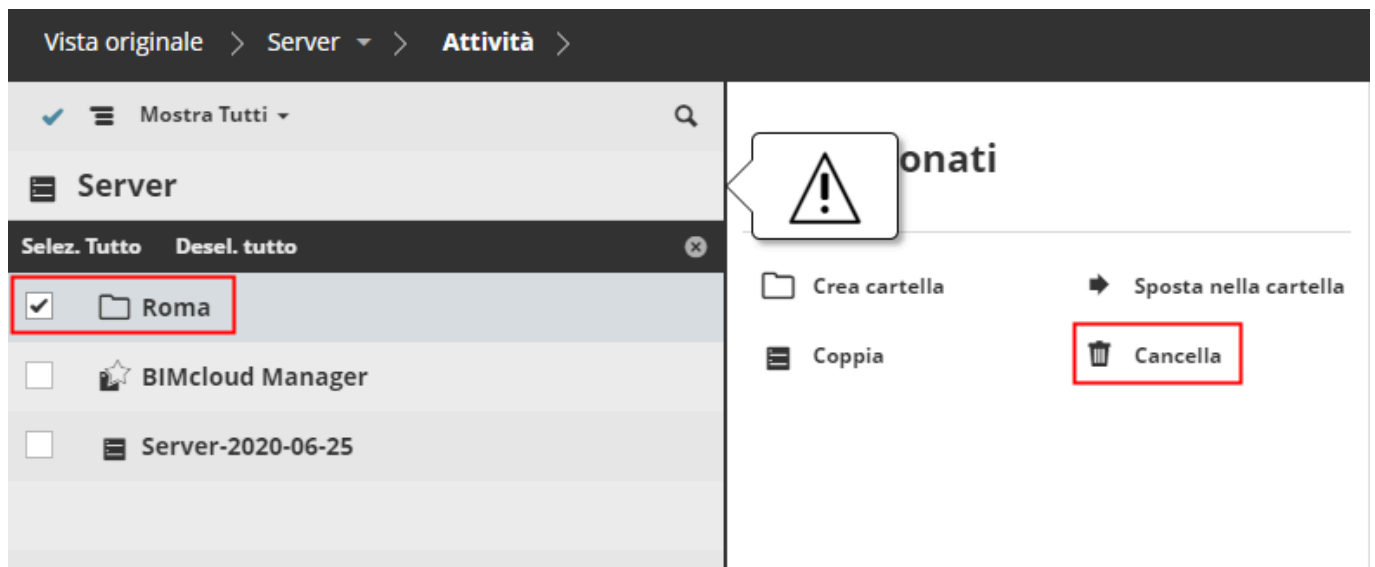 Vista originale > Server > Attività >
Mostra Tutti
Server
Selez. Tutto Desel. tutto
Roma
BIMcloud Manager
Server-2020-06-25
onati
Crea cartella Sposta nella cartella
Coppia Cancella